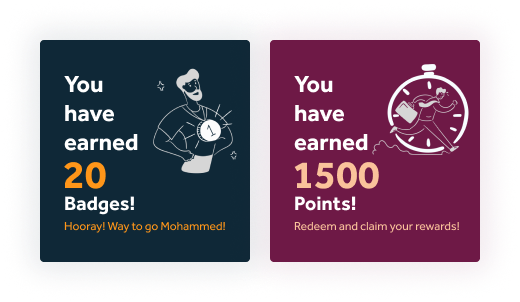 You
have
earned
20
Badges!
Hooray! Way to go Mohammed!
1
You
have
earned
1500
Points!
Redeem and claim your rewards!